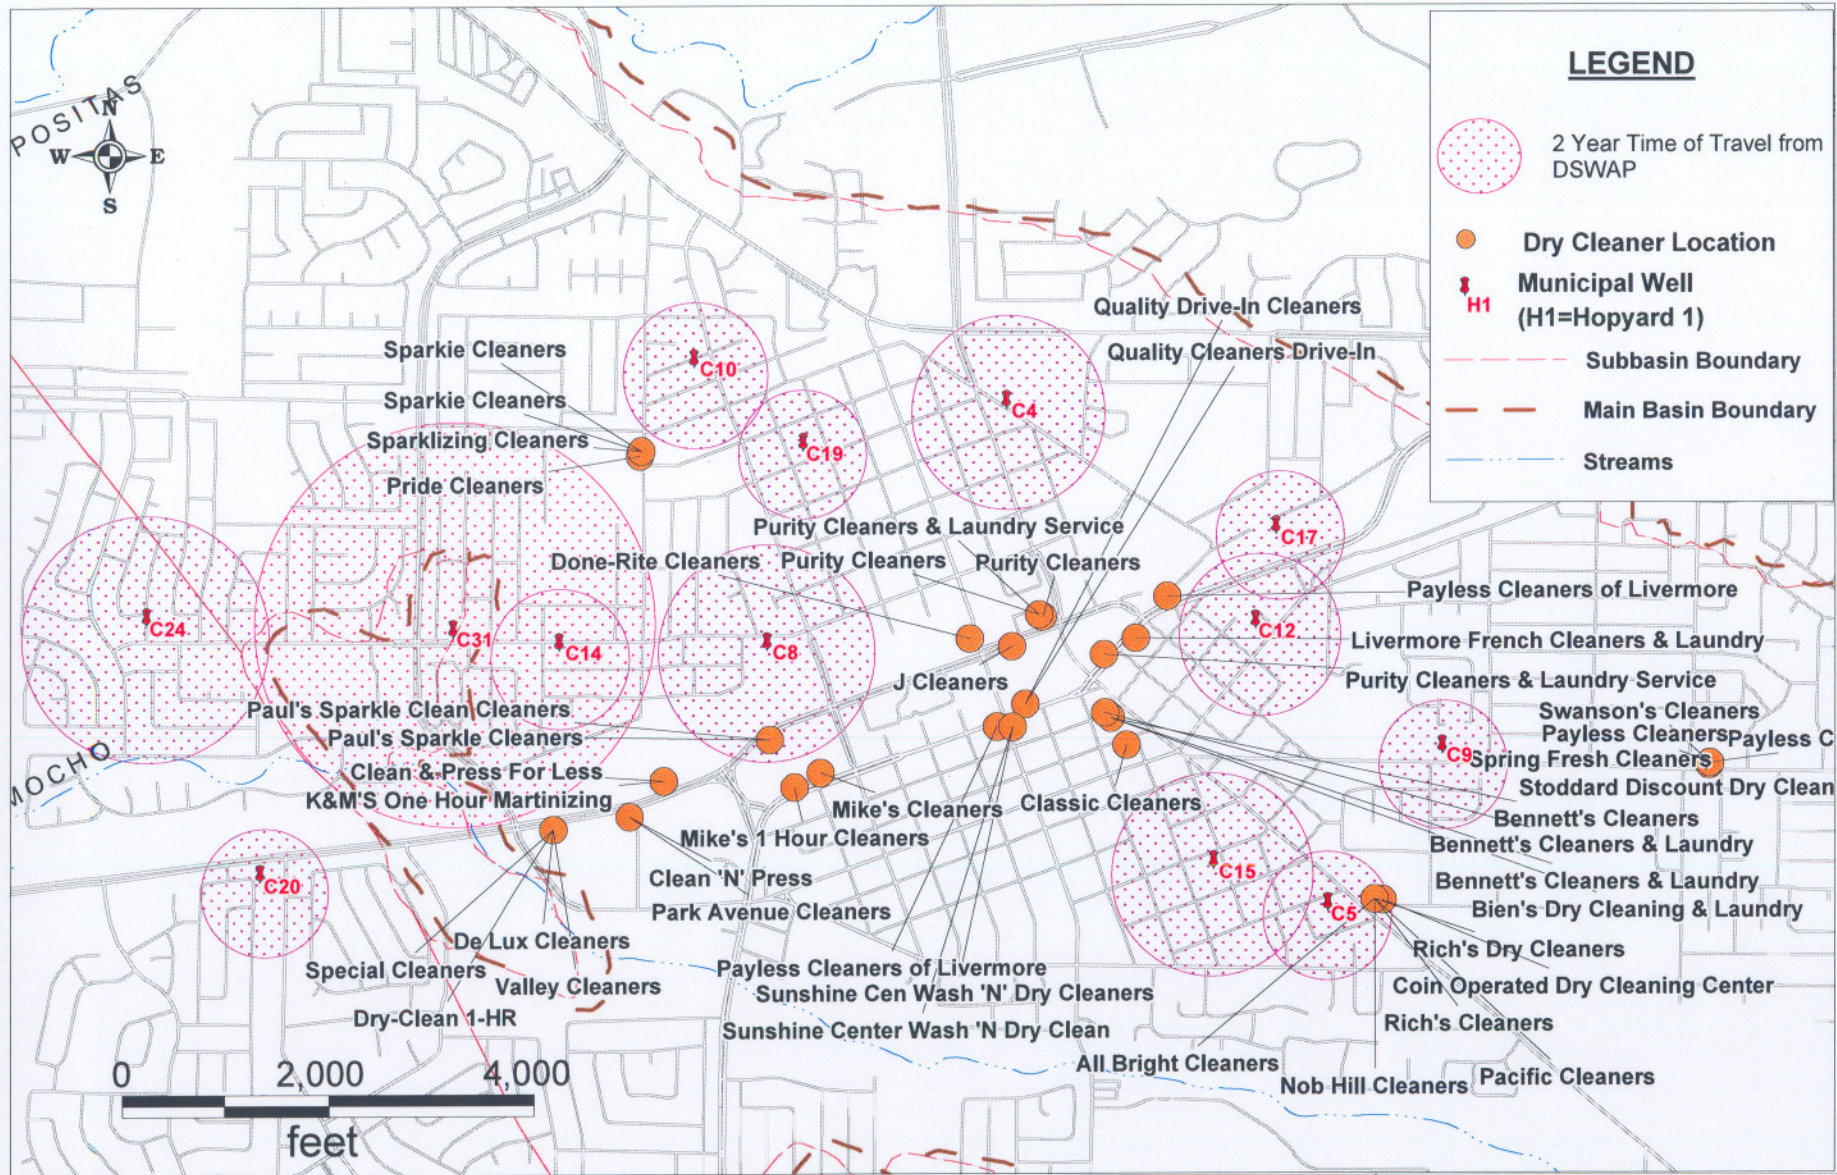 LEGEND
2 Year Time of Travel from
DSWAP
Dry Cleaner Location
H1
Municipal Well
(H1=Hopyard 1)
Subbasin Boundary
Main Basin Boundary
Streams
POSITAS
N
W
E
S
Quality Drive-In Cleaners
Quality Cleaners Drive-In
Sparkie Cleaners
Sparkie Cleaners
Sparklizing Cleaners
Pride Cleaners
C10
C4
C19
C17
Purity Cleaners & Laundry Service
Done-Rite Cleaners
Purity Cleaners
Purity Cleaners
Payless Cleaners of Livermore
C24
C31
C14
C8
C12
Livermore French Cleaners & Laundry
J Cleaners
Purity Cleaners & Laundry Service
Paul's Sparkle Clean Cleaners
Paul's Sparkle Cleaners
Swanson's Cleaners
Payless Cleaners
Payless C
C9
Spring Fresh Cleaners
MOCHO
Clean & Press For Less
K&M'S One Hour Martinizing
Stoddard Discount Dry Clean
Mike's Cleaners
Classic Cleaners
Bennett's Cleaners
Mike's 1 Hour Cleaners
Bennett's Cleaners & Laundry
C20
Clean 'N' Press
C15
Bennett's Cleaners & Laundry
Park Avenue Cleaners
C5
Bien's Dry Cleaning & Laundry
De Lux Cleaners
Rich's Dry Cleaners
Special Cleaners
Valley Cleaners
Payless Cleaners of Livermore
Sunshine Cen Wash 'N' Dry Cleaners
Coin Operated Dry Cleaning Center
Dry-Clean 1-HR
Sunshine Center Wash 'N Dry Clean
Rich's Cleaners
All Bright Cleaners
Nob Hill Cleaners
Pacific Cleaners
0
2,000
4,000
feet